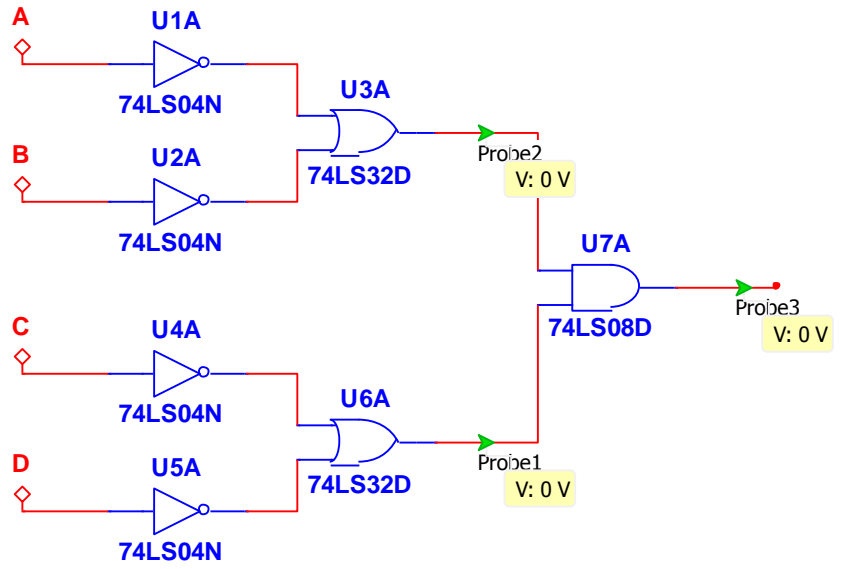 A
U1A
74LS04N
U3A
74LS32D
B
U2A
74LS04N
Probe2
V: 0 V
U7A
74LS08D
Probe3
V: 0 V
C
U4A
74LS04N
U6A
74LS32D
D
U5A
74LS04N
Probe1
V: 0 V